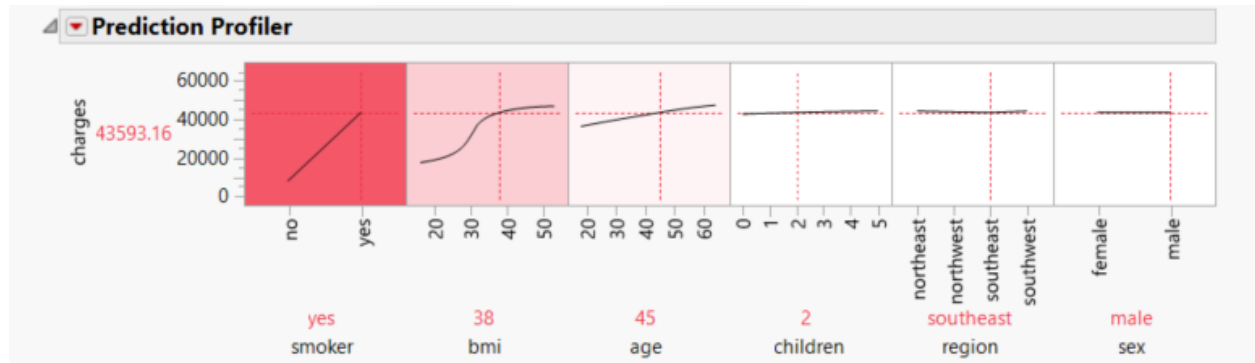 Prediction Profiler
charges
43593.16
60000
40000
20000
0
no yes
20 30 40 50
20 30 40 50 60
0 1 2 3 4 5
northeast northwest southeast southwest
female male
yes 38 45 2 southeast male
smoker bmi age children region sex